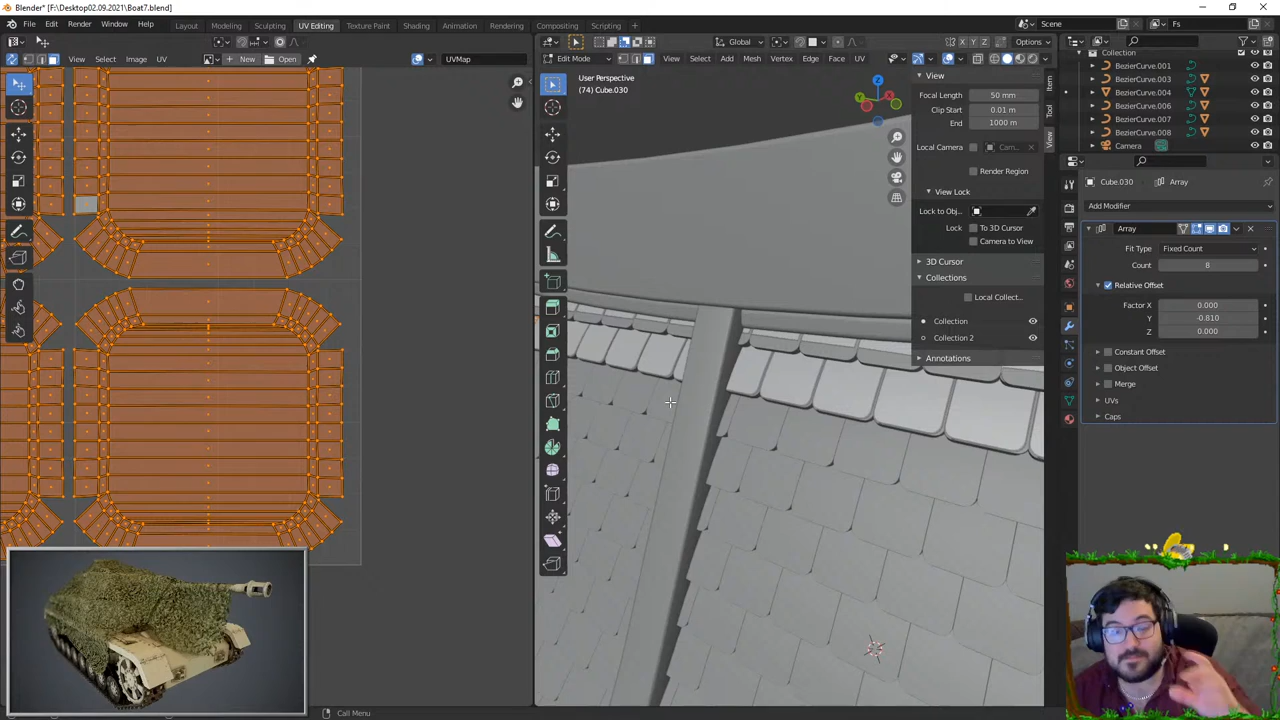 Blender* [F:\Desktop02.09.2021\Boat7.blend]
File Edit Render Window Help Layout Modeling Sculpting UV Editing Texture Paint Shading Animation Rendering Compositing Scripting Scene Fs
Global Options
View Select Image UV New Open UVMap Edit Mode View Select Add Mesh Vertex Edge Face UV
User Perspective
(74) Cube.030
View
Focal Length 50 mm
Clip Start 0.01 m
End 1000 m
Local Camera Cam...
Render Region
View Lock
Lock to Obj...
Lock To 3D Cursor
Camera to View
3D Cursor
Collections
Local Collect...
Collection
Collection 2
Annotations
Item
Tool
View
Collection
BezierCurve.001
BezierCurve.003
BezierCurve.004
BezierCurve.006
BezierCurve.007
BezierCurve.008
Camera
Cube.030 Array
Add Modifier
Array
Fit Type Fixed Count
Count 8
Relative Offset
Factor X 0.000
Y -0.810
Z 0.000
Constant Offset
Object Offset
Merge
UVs
Caps
Call Menu